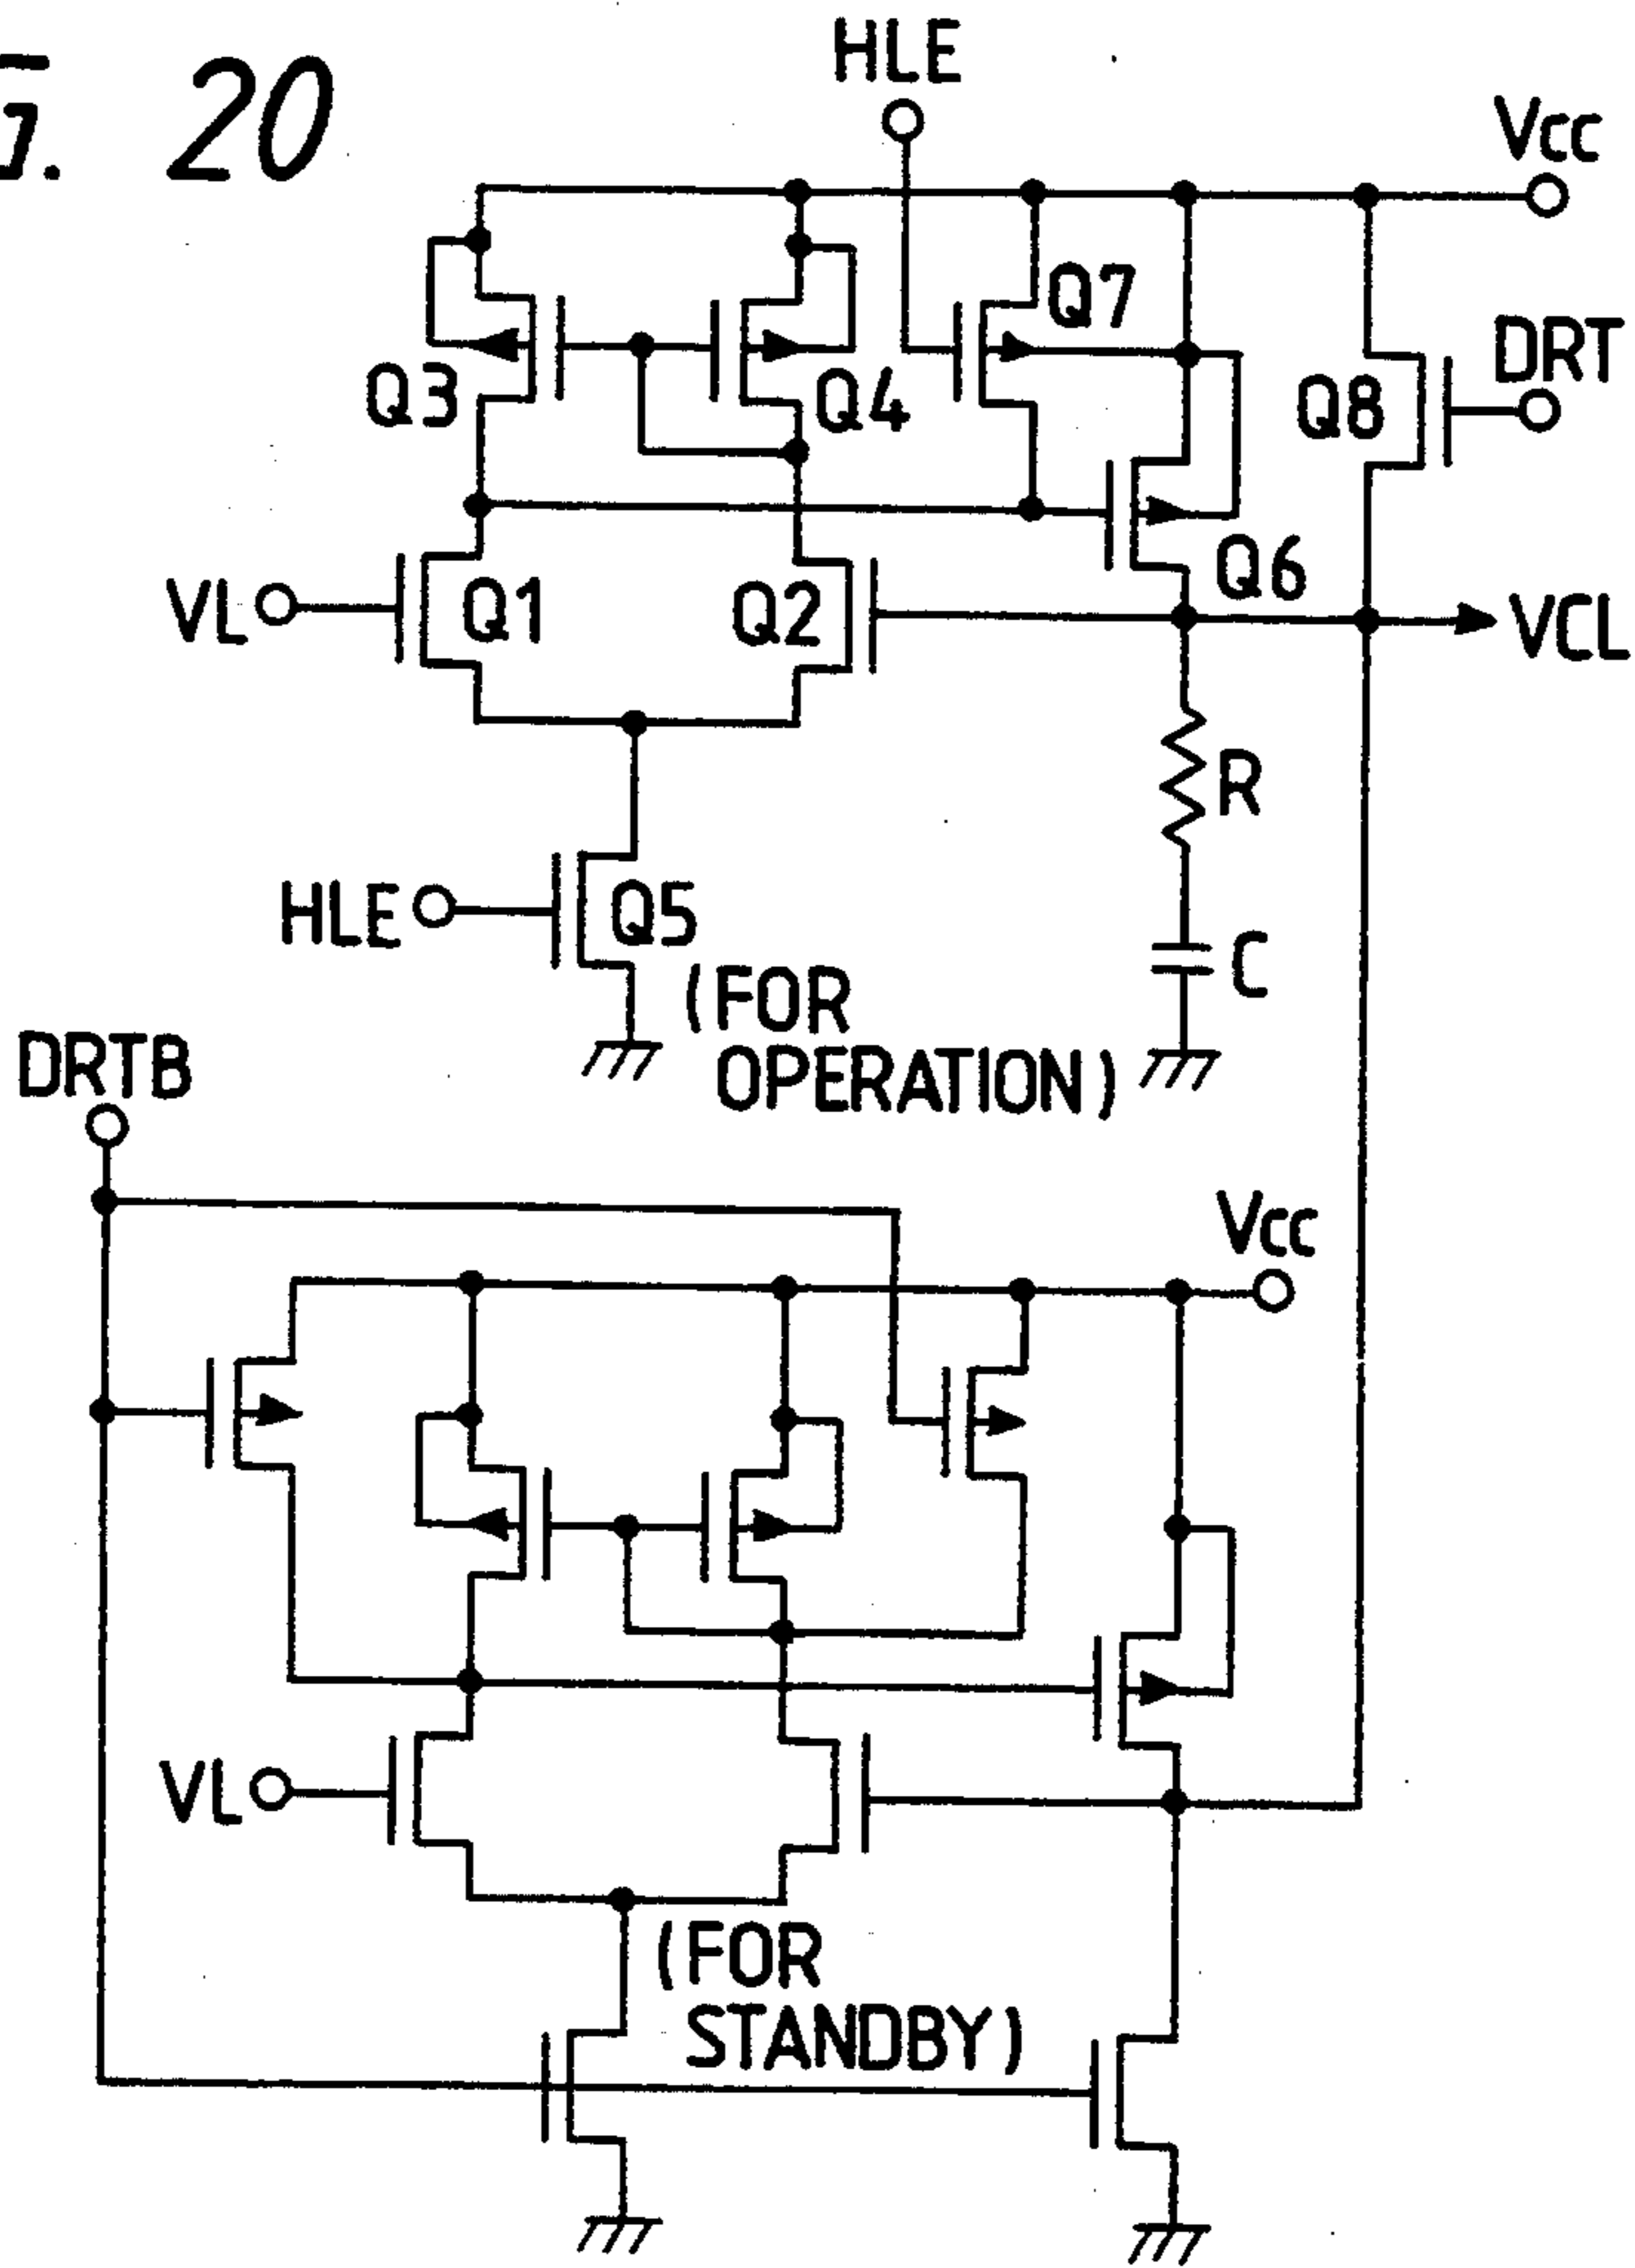 20
HLE
Vcc
Q7
DRT
Q3
Q4
Q8
Q6
VL
Q1
Q2
VCL
R
HLE
Q5
C
(FOR
OPERATION)
DRTB
Vcc
VL
(FOR
STANDBY)